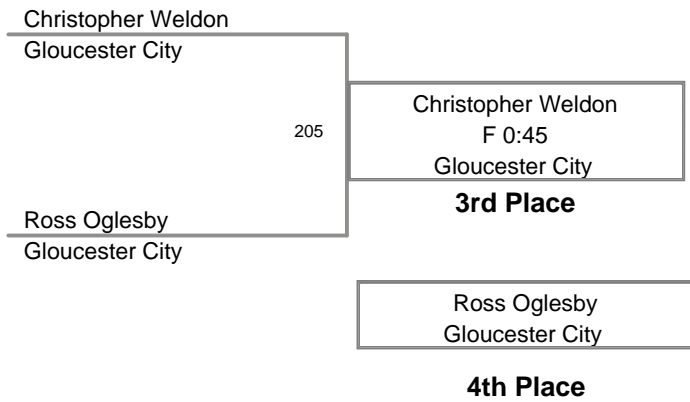 Christopher Weldon
Gloucester City
205
Christopher Weldon
F 0:45
Gloucester City
3rd Place
Ross Oglesby
Gloucester City
Ross Oglesby
Gloucester City
4th Place